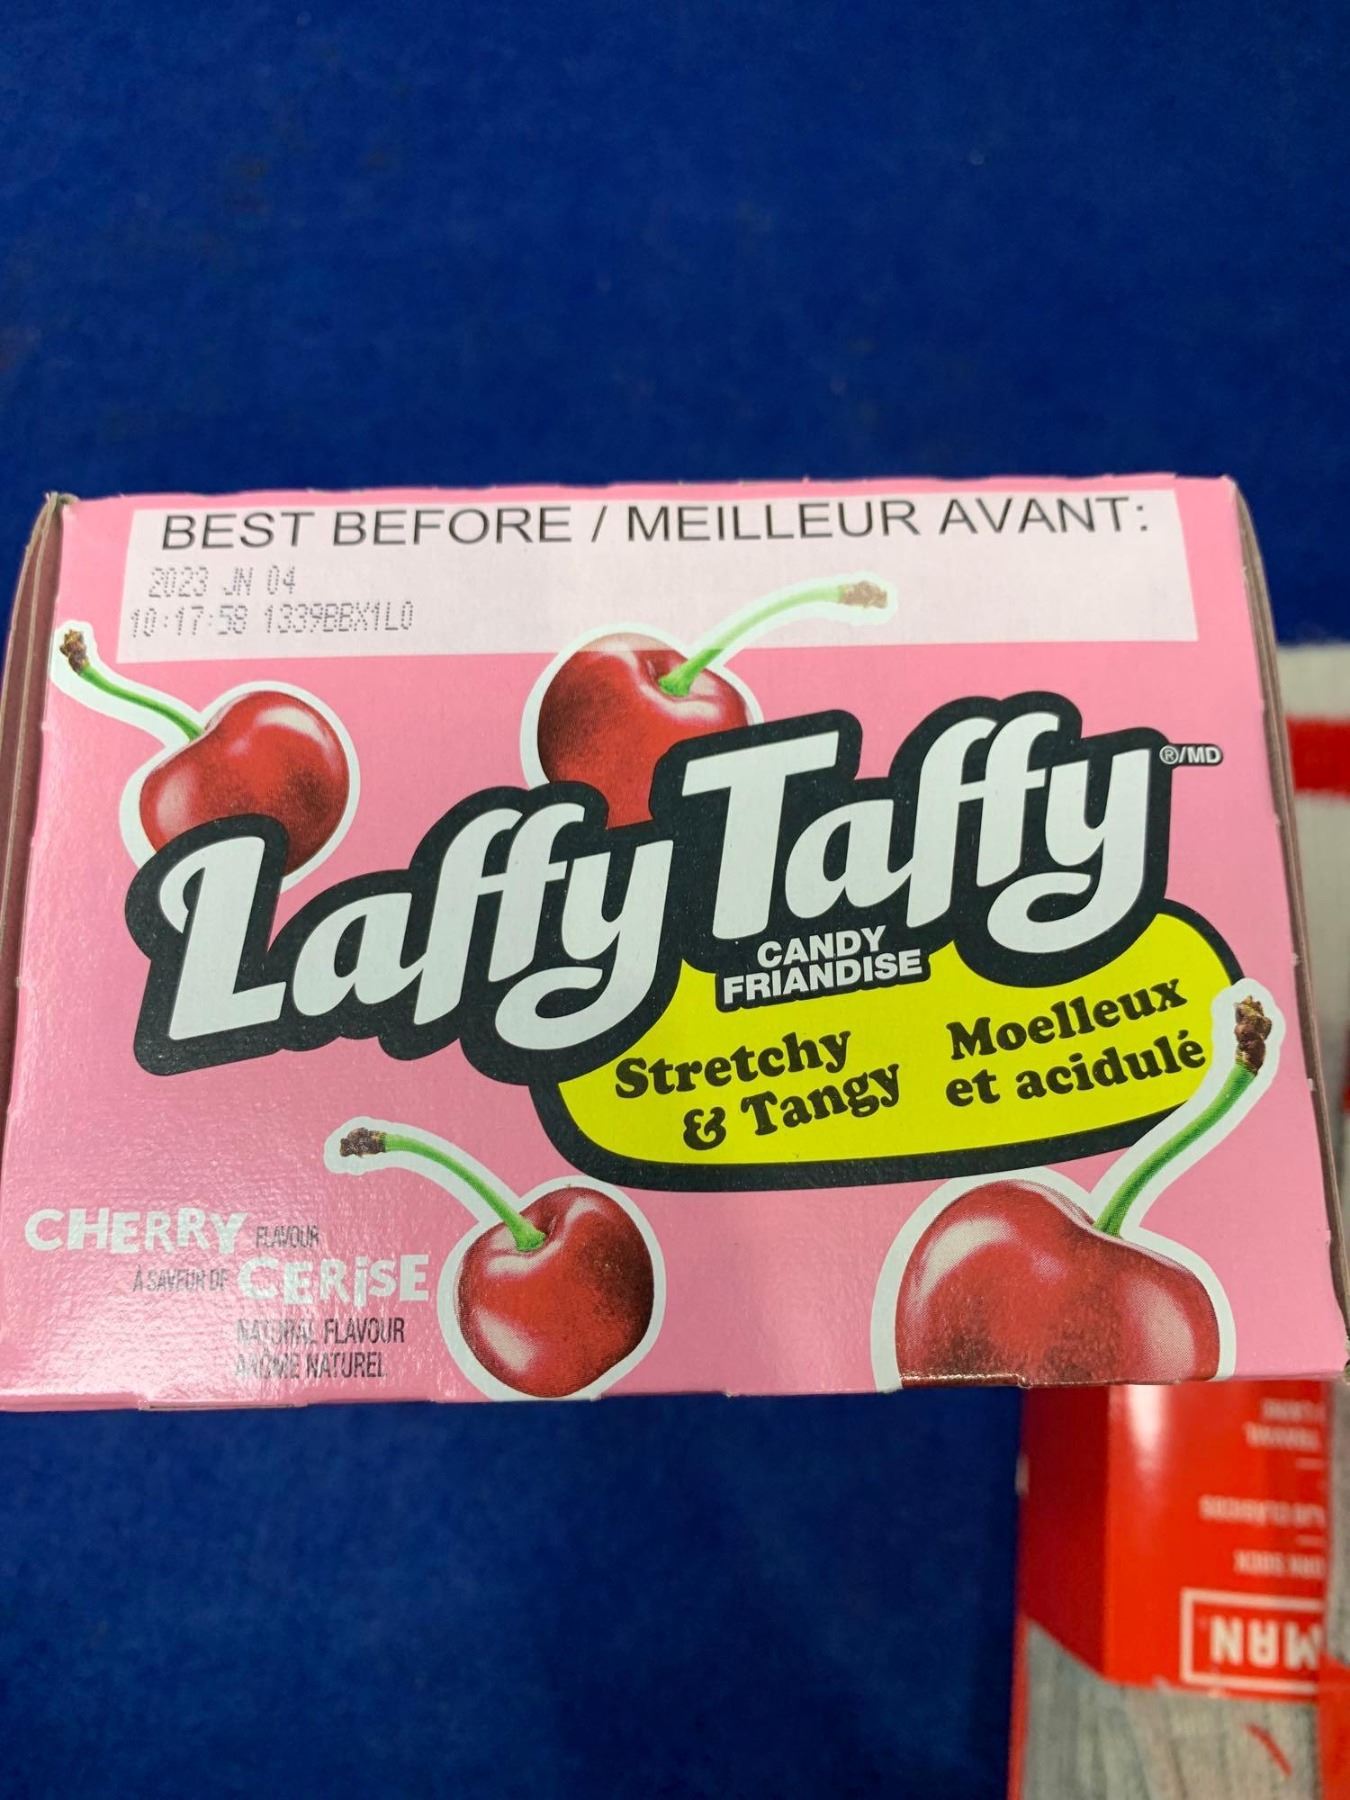 BEST BEFORE / MEILLEUR AVANT:
2023 JN 04
10:17:58 1339BBX1L0
Laffy Taffy ®/MD
CANDY
FRIANDISE
Stretchy
& Tangy
Moelleux
et acidulé
CHERRY FLAVOUR
À SAVEUR DE CERiSE
NATURAL FLAVOUR
ARÔME NATUREL
MAN